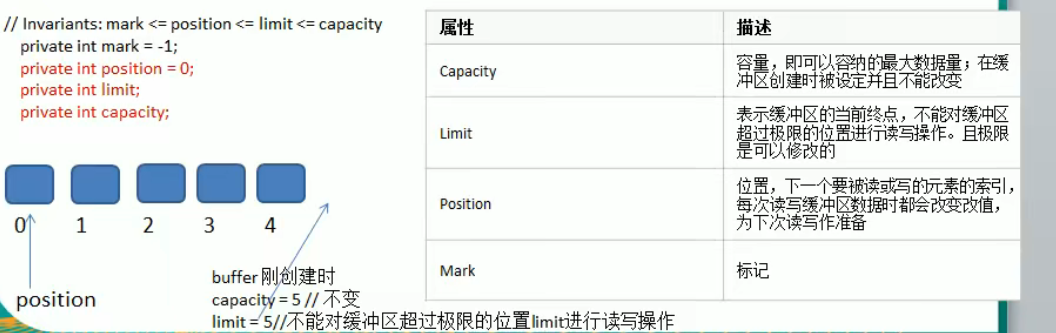 // Invariants: mark <= position <= limit <= capacity
private int mark = -1;
private int position = 0;
private int limit;
private int capacity;
0 1 2 3 4
position
buffer 刚创建时
capacity = 5 // 不变
limit = 5//不能对缓冲区超过极限的位置limit进行读写操作
属性 描述
Capacity
容量，即可以容纳的最大数据量；在缓
冲区创建时被设定并且不能改变
Limit
表示缓冲区的当前终点，不能对缓冲区
超过极限的位置进行读写操作。且极限
是可以修改的
Position
位置，下一个要被读或写的元素的索引，
每次读写缓冲区数据时都会改变改值，
为下次读写作准备
Mark 标记